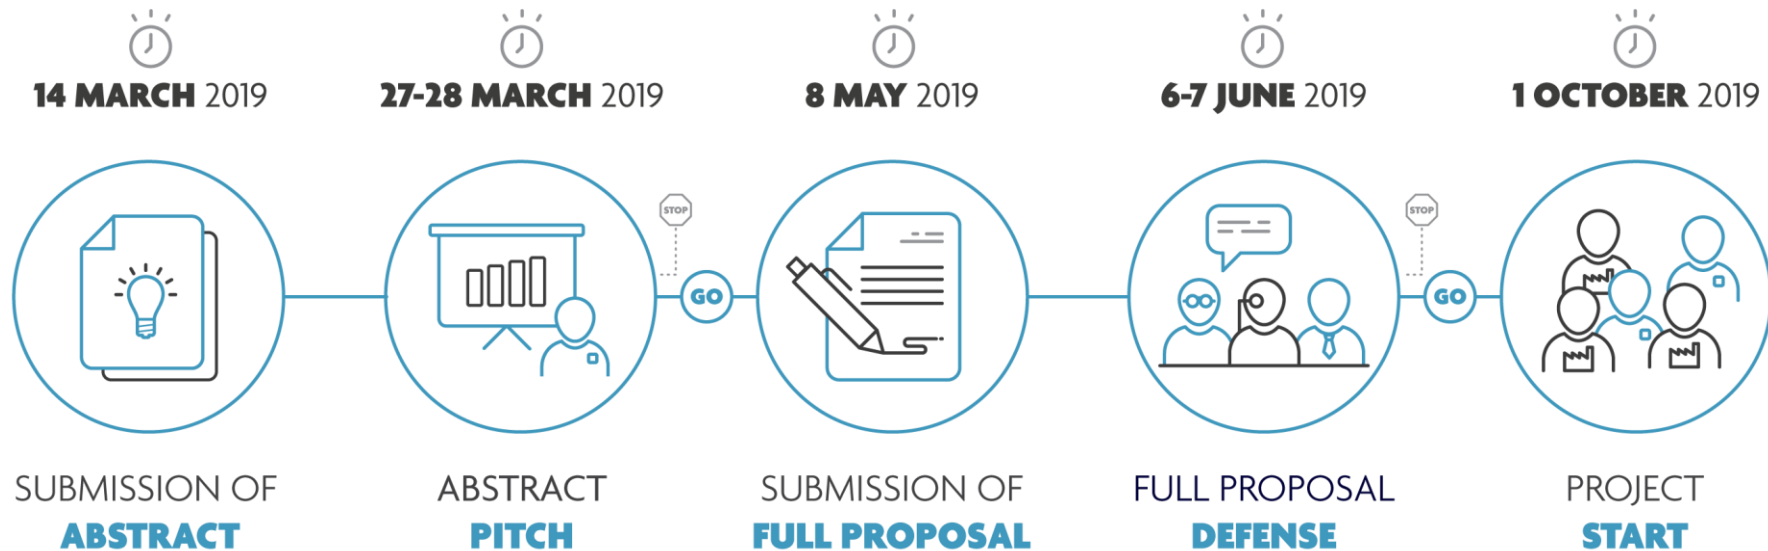 14 MARCH 2019
27-28 MARCH 2019
8 MAY 2019
6-7 JUNE 2019
1 OCTOBER 2019
STOP
STOP
GO
GO
SUBMISSION OF
ABSTRACT
ABSTRACT
PITCH
SUBMISSION OF
FULL PROPOSAL
FULL PROPOSAL
DEFENSE
PROJECT
START